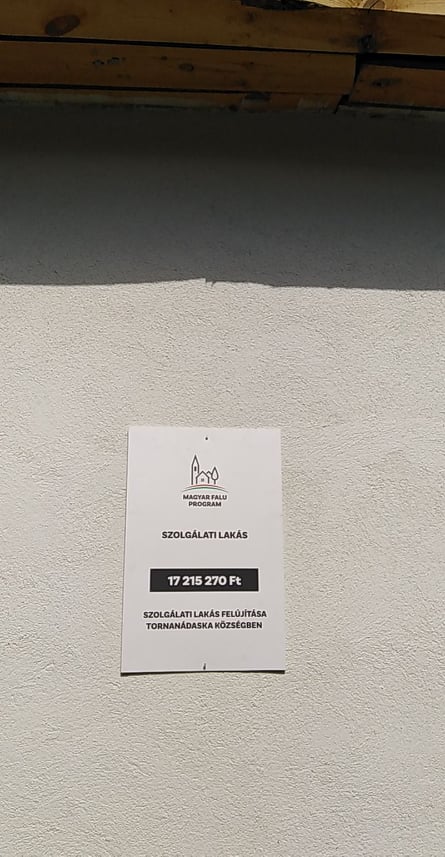 MAGYAR FALU
PROGRAM
SZOLGÁLATI LAKÁS
17 215 270 Ft
SZOLGÁLATI LAKÁS FELÚJÍTÁSA
TORNANÁDASKA KÖZSÉGBEN